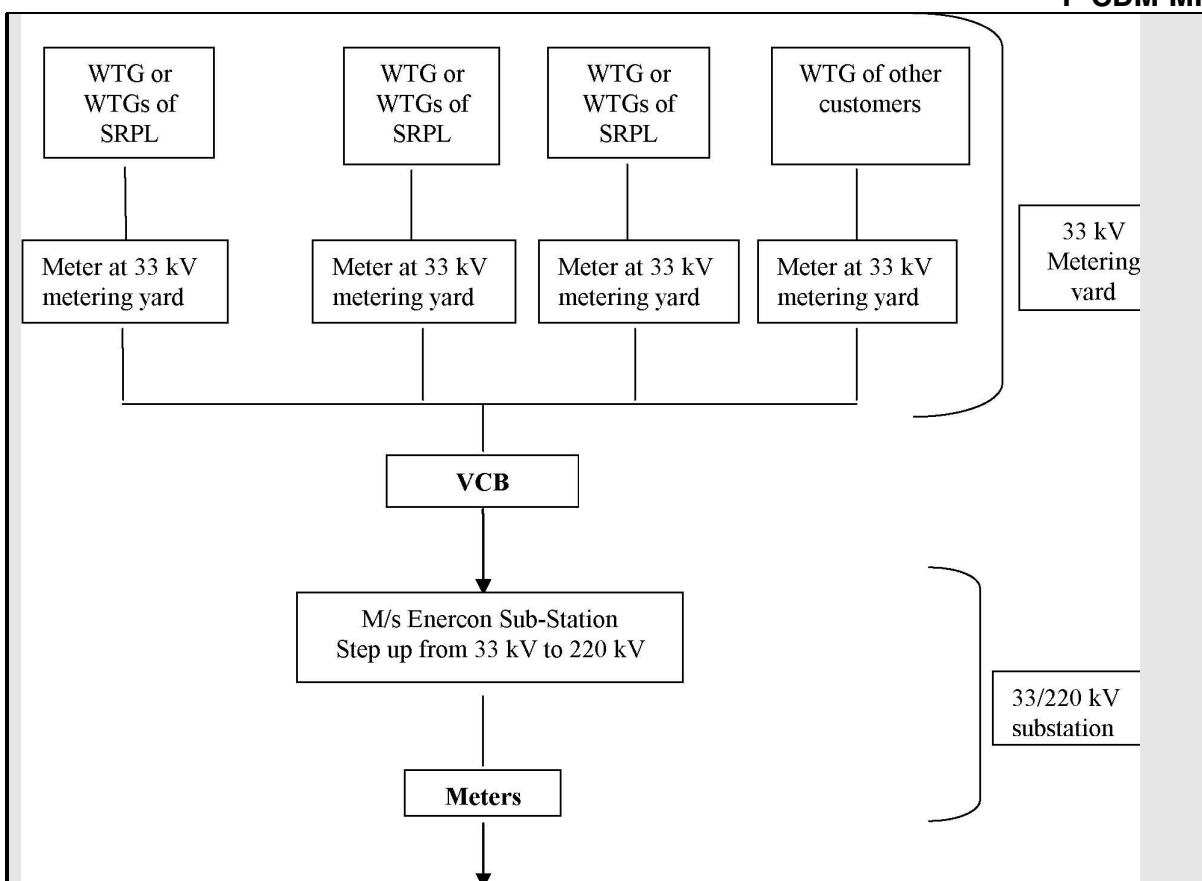 WTG or
WTGs of
SRPL
WTG or
WTGs of
SRPL
WTG or
WTGs of
SRPL
WTG of other
customers
Meter at 33 kV
metering yard
Meter at 33 kV
metering yard
Meter at 33 kV
metering yard
Meter at 33 kV
metering yard
33 kV
Metering
yard
VCB
M/s Enercon Sub-Station
Step up from 33 kV to 220 kV
33/220 kV
substation
Meters